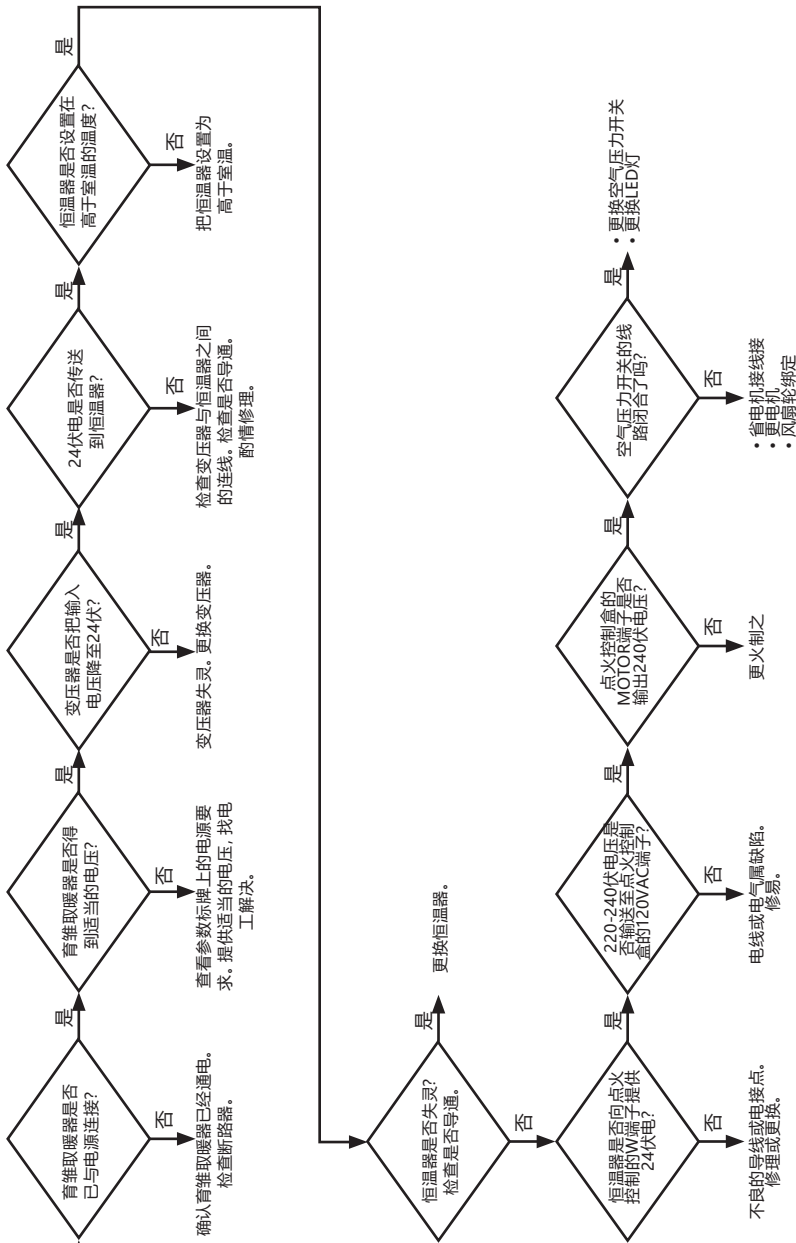 育雏取暖器是否
已与电源连接?
是
否
确认育雏取暖器已经通电。
检查断路器。
育雏取暖器是否得
到适当的电压?
是
否
查看参数标牌上的电源要
求。提供适当的电压, 找电
工解决。
变压器是否把输入
电压降至24伏?
是
否
变压器失灵。更换变压器。
24伏电是否传送
到恒温器?
是
否
检查变压器与恒温器之间
的连线。检查是否导通。
酌情修理。
恒温器是否设置在
高于室温的温度?
是
否
把恒温器设置为
高于室温。
恒温器是否失灵?
检查是否导通。
是
更换恒温器。
否
恒温器是否向点火
控制的W端子提供
24伏电?
是
否
不良的导线或电接点。
修理或更换。
220-240伏电压是
否输送至点火控制
盒的120VAC端子?
是
否
电线或电气属缺陷。
修易。
点火控制盒的
MOTOR端子是否
输出240伏电压?
是
否
更火制之
空气压力开关的线
路闭合了吗?
是
• 更换空气压力开关
• 更换LED灯
否
• 省电机接线接
• 更电机
• 风扇轮绑定